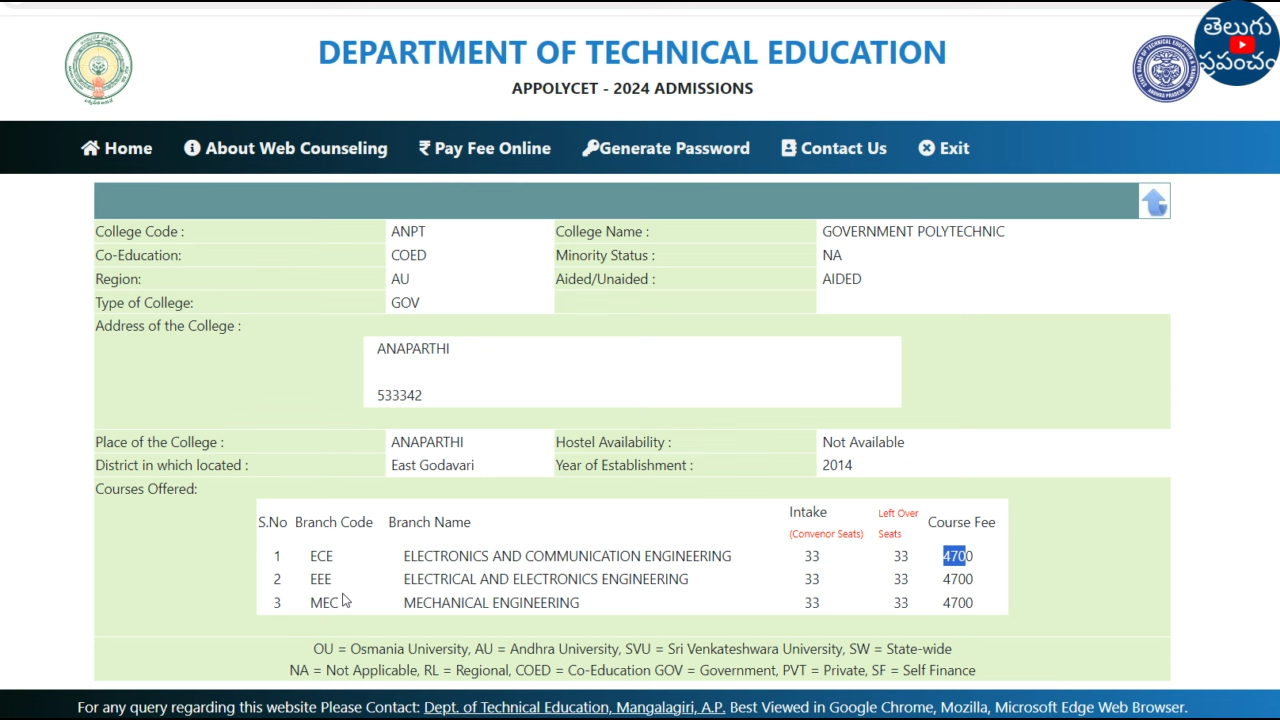 DEPARTMENT OF TECHNICAL EDUCATION
APPOLYCET - 2024 ADMISSIONS
తెలుగు
ప్రపంచం
Home About Web Counseling ₹ Pay Fee Online Generate Password Contact Us Exit
College Code : ANPT College Name : GOVERNMENT POLYTECHNIC
Co-Education: COED Minority Status : NA
Region: AU Aided/Unaided : AIDED
Type of College: GOV
Address of the College :
ANAPARTHI
533342
Place of the College : ANAPARTHI Hostel Availability : Not Available
District in which located : East Godavari Year of Establishment : 2014
Courses Offered:
S.No Branch Code Branch Name Intake (Convenor Seats) Left Over Seats Course Fee
1 ECE ELECTRONICS AND COMMUNICATION ENGINEERING 33 33 4700
2 EEE ELECTRICAL AND ELECTRONICS ENGINEERING 33 33 4700
3 MEC MECHANICAL ENGINEERING 33 33 4700
OU = Osmania University, AU = Andhra University, SVU = Sri Venkateshwara University, SW = State-wide
NA = Not Applicable, RL = Regional, COED = Co-Education GOV = Government, PVT = Private, SF = Self Finance
For any query regarding this website Please Contact: Dept. of Technical Education, Mangalagiri, A.P. Best Viewed in Google Chrome, Mozilla, Microsoft Edge Web Browser.